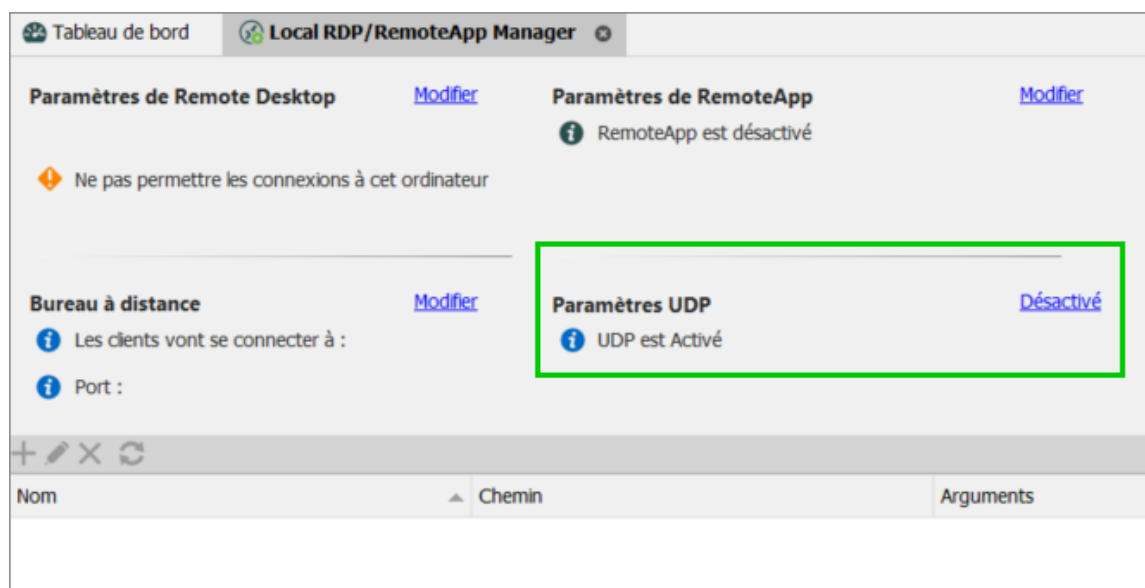 Tableau de bord
Local RDP/RemoteApp Manager
Paramètres de Remote Desktop
Modifier
Ne pas permettre les connexions à cet ordinateur
Paramètres de RemoteApp
Modifier
RemoteApp est désactivé
Bureau à distance
Modifier
Les clients vont se connecter à :
Port :
Paramètres UDP
Désactivé
UDP est Activé
Nom
Chemin
Arguments